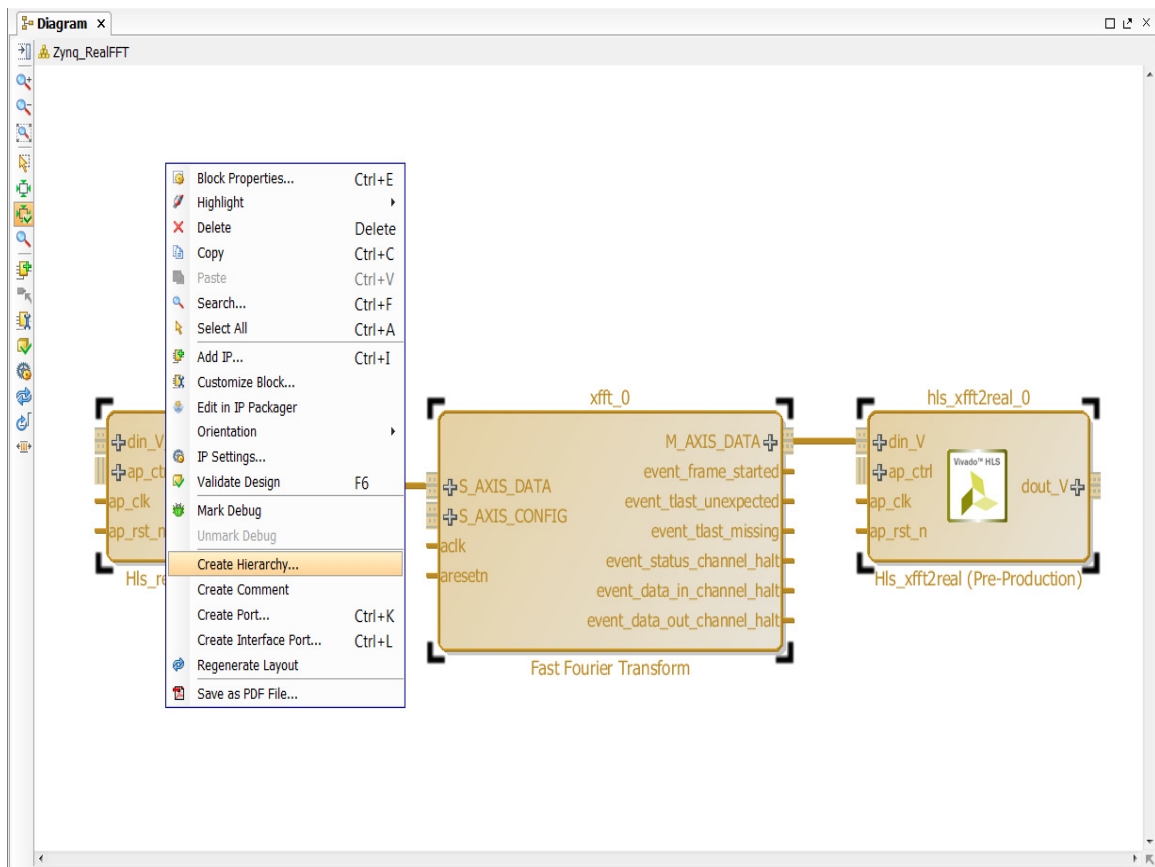 Diagram
Zynq_RealFFT
Block Properties... Ctrl+E
Highlight
Delete Delete
Copy Ctrl+C
Paste Ctrl+V
Search... Ctrl+F
Select All Ctrl+A
Add IP... Ctrl+I
Customize Block...
Edit in IP Packager
Orientation
IP Settings...
Validate Design F6
Mark Debug
Unmark Debug
Create Hierarchy...
Create Comment
Create Port... Ctrl+K
Create Interface Port... Ctrl+L
Regenerate Layout
Save as PDF File...
din_V
ap_ct
ap_clk
ap_rst_n
Hls_re
xfft_0
S_AXIS_DATA
S_AXIS_CONFIG
aclk
aresetn
M_AXIS_DATA
event_frame_started
event_tlast_unexpected
event_tlast_missing
event_status_channel_halt
event_data_in_channel_halt
event_data_out_channel_halt
Fast Fourier Transform
hls_xfft2real_0
din_V
ap_ctrl
ap_clk
ap_rst_n
Vivado™ HLS
dout_V
Hls_xfft2real (Pre-Production)